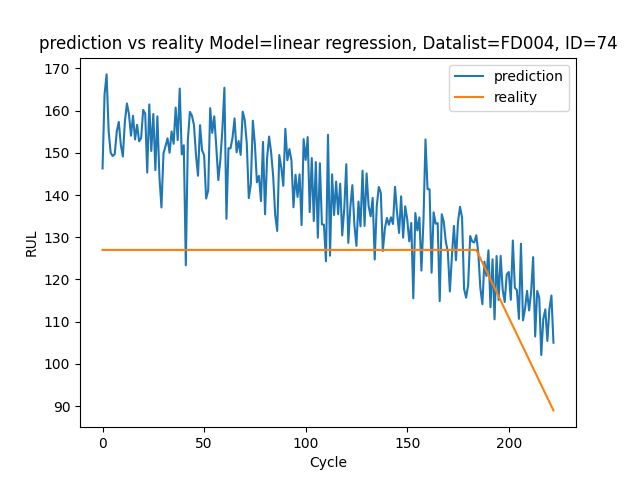 prediction vs reality Model=linear regression, Datalist=FD004, ID=74
prediction
reality
170
160
150
140
130
120
110
100
90
RUL
0
50
100
150
200
Cycle